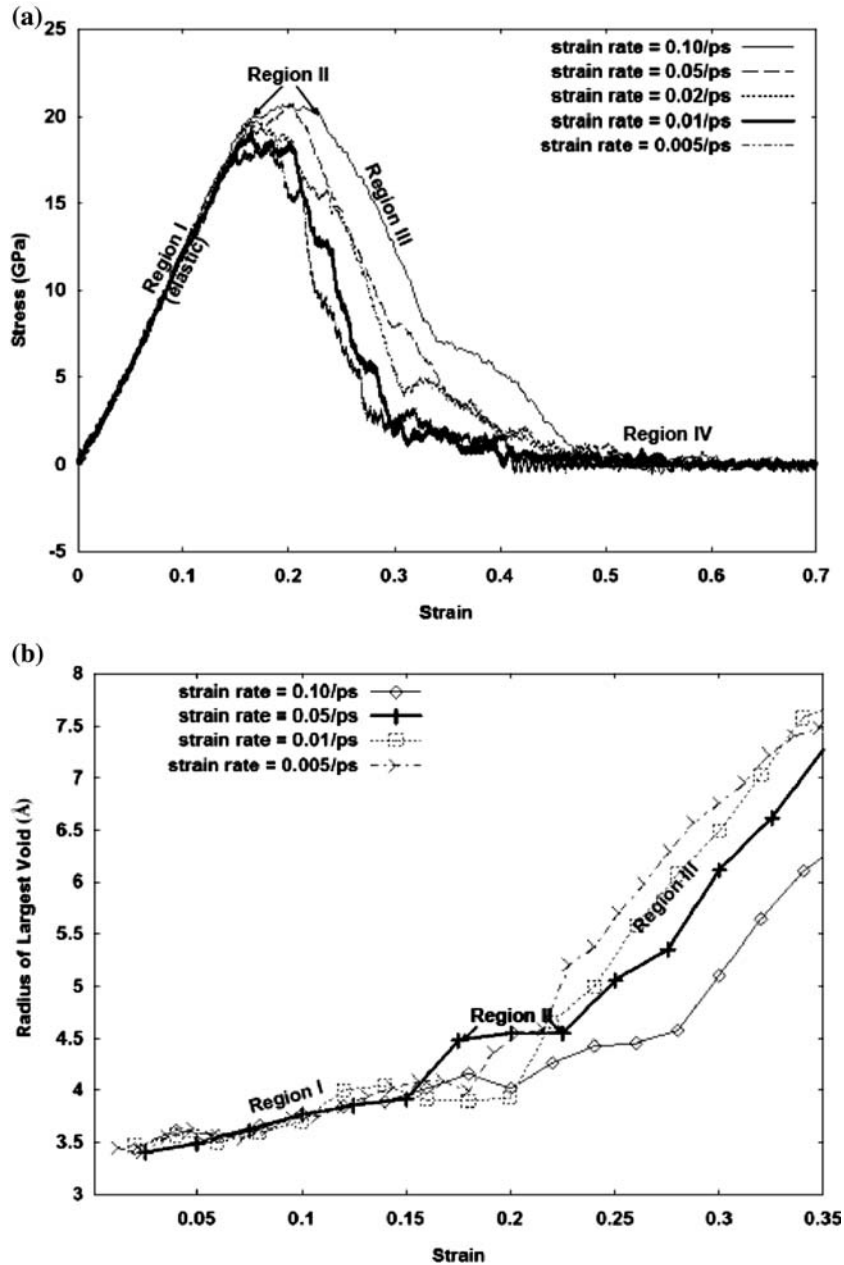 (a)
strain rate = 0.10/ps
strain rate = 0.05/ps
strain rate = 0.02/ps
strain rate = 0.01/ps
strain rate = 0.005/ps
Region II
Region III
Region I
(elastic)
Region IV
Stress (GPa)
25
20
15
10
5
0
-5
0 0.1 0.2 0.3 0.4 0.5 0.6 0.7
Strain
(b)
strain rate = 0.10/ps
strain rate = 0.05/ps
strain rate = 0.01/ps
strain rate = 0.005/ps
Region III
Region II
Region I
Radius of Largest Void (Å)
8
7.5
7
6.5
6
5.5
5
4.5
4
3.5
3
0.05 0.1 0.15 0.2 0.25 0.3 0.35
Strain